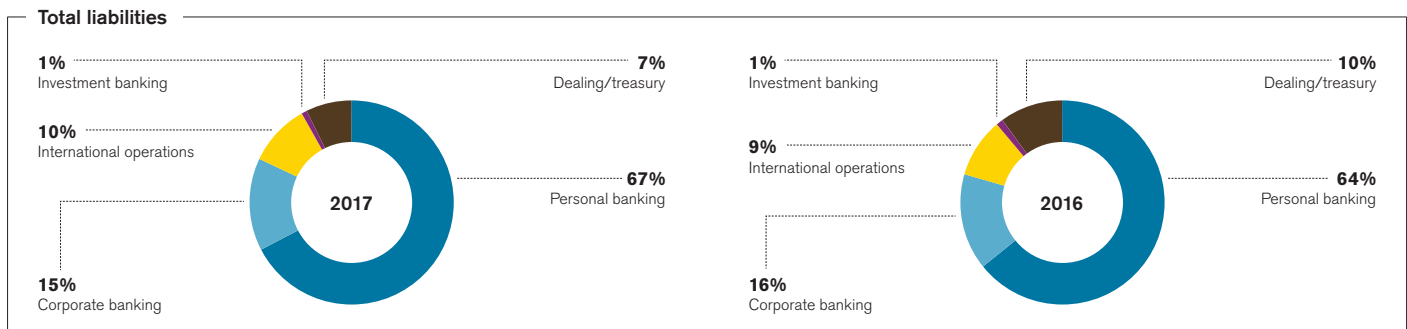 Total liabilities
1%
Investment banking
7%
Dealing/treasury
10%
International operations
67%
Personal banking
15%
Corporate banking
2017
1%
Investment banking
10%
Dealing/treasury
9%
International operations
64%
Personal banking
16%
Corporate banking
2016